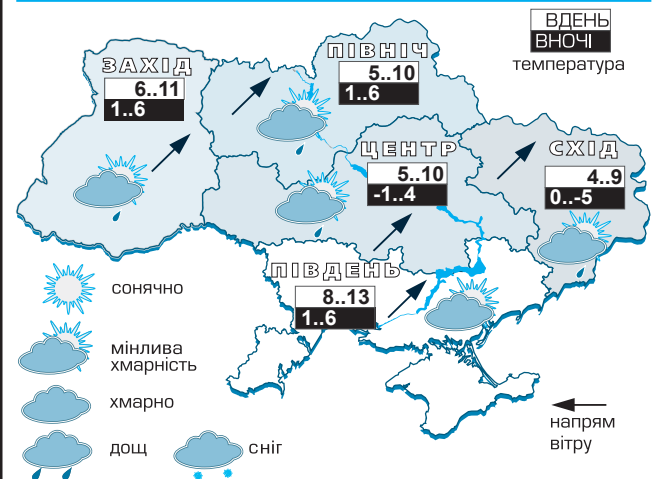 ВДЕНЬ
ВНОЧІ
температура
ПІВНІЧ
5..10
1..6
ЗАХІД
6..11
1..6
ЦЕНТР
5..10
-1..4
СХІД
4..9
0..-5
ПІВДЕНЬ
8..13
1..6
сонячно
мінлива
хмарність
хмарно
дощ
сніг
напрям
вітру